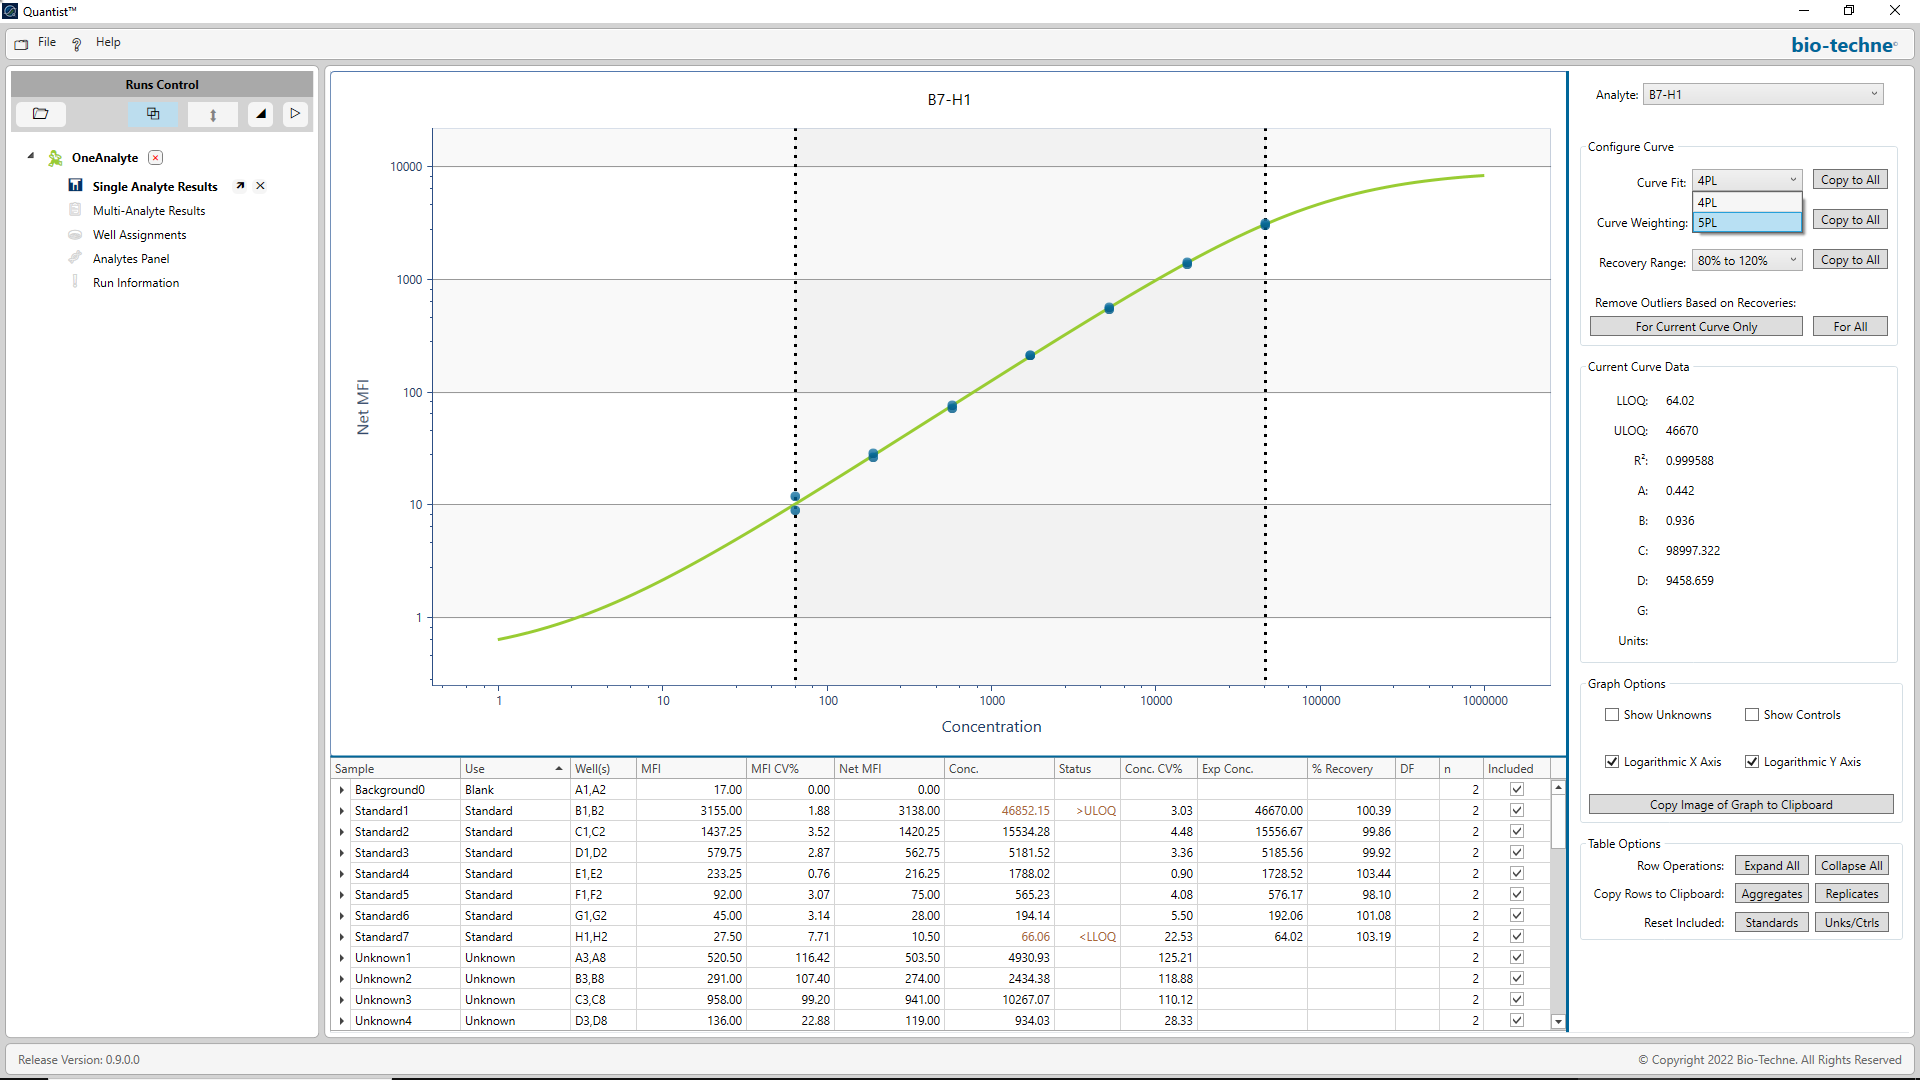 Quantist™
File Help
bio-techne
Runs Control
OneAnalyte
Single Analyte Results
Multi-Analyte Results
Well Assignments
Analytes Panel
Run Information
B7-H1
10000
1000
100
10
1
Net MFI
1 10 100 1000 10000 100000 1000000
Concentration
Sample Use Well(s) MFI MFI CV% Net MFI Conc. Status Conc. CV% Exp Conc. % Recovery DF n Included
Background0 Blank A1,A2 17.00 0.00 0.00 2
Standard1 Standard B1,B2 3155.00 1.88 3138.00 46852.15 >ULOQ 3.03 46670.00 100.39 2
Standard2 Standard C1,C2 1437.25 3.52 1420.25 15534.28 4.48 15556.67 99.86 2
Standard3 Standard D1,D2 579.75 2.87 562.75 5181.52 3.36 5185.56 99.92 2
Standard4 Standard E1,E2 233.25 0.76 216.25 1788.02 0.90 1728.52 103.44 2
Standard5 Standard F1,F2 92.00 3.07 75.00 565.23 4.08 576.17 98.10 2
Standard6 Standard G1,G2 45.00 3.14 28.00 194.14 5.50 192.06 101.08 2
Standard7 Standard H1,H2 27.50 7.71 10.50 66.06 <LLOQ 22.53 64.02 103.19 2
Unknown1 Unknown A3,A8 520.50 116.42 503.50 4930.93 125.21 2
Unknown2 Unknown B3,B8 291.00 107.40 274.00 2434.38 118.88 2
Unknown3 Unknown C3,C8 958.00 99.20 941.00 10267.07 110.12 2
Unknown4 Unknown D3,D8 136.00 22.88 119.00 934.03 28.33 2
Analyte: B7-H1
Configure Curve
Curve Fit: 4PL Copy to All
4PL
5PL
Curve Weighting: Copy to All
Recovery Range: 80% to 120% Copy to All
Remove Outliers Based on Recoveries:
For Current Curve Only For All
Current Curve Data
LLOQ: 64.02
ULOQ: 46670
R²: 0.999588
A: 0.442
B: 0.936
C: 98997.322
D: 9458.659
G:
Units:
Graph Options
Show Unknowns Show Controls
Logarithmic X Axis Logarithmic Y Axis
Copy Image of Graph to Clipboard
Table Options
Row Operations: Expand All Collapse All
Copy Rows to Clipboard: Aggregates Replicates
Reset Included: Standards Unks/Ctrls
Release Version: 0.9.0.0
© Copyright 2022 Bio-Techne. All Rights Reserved